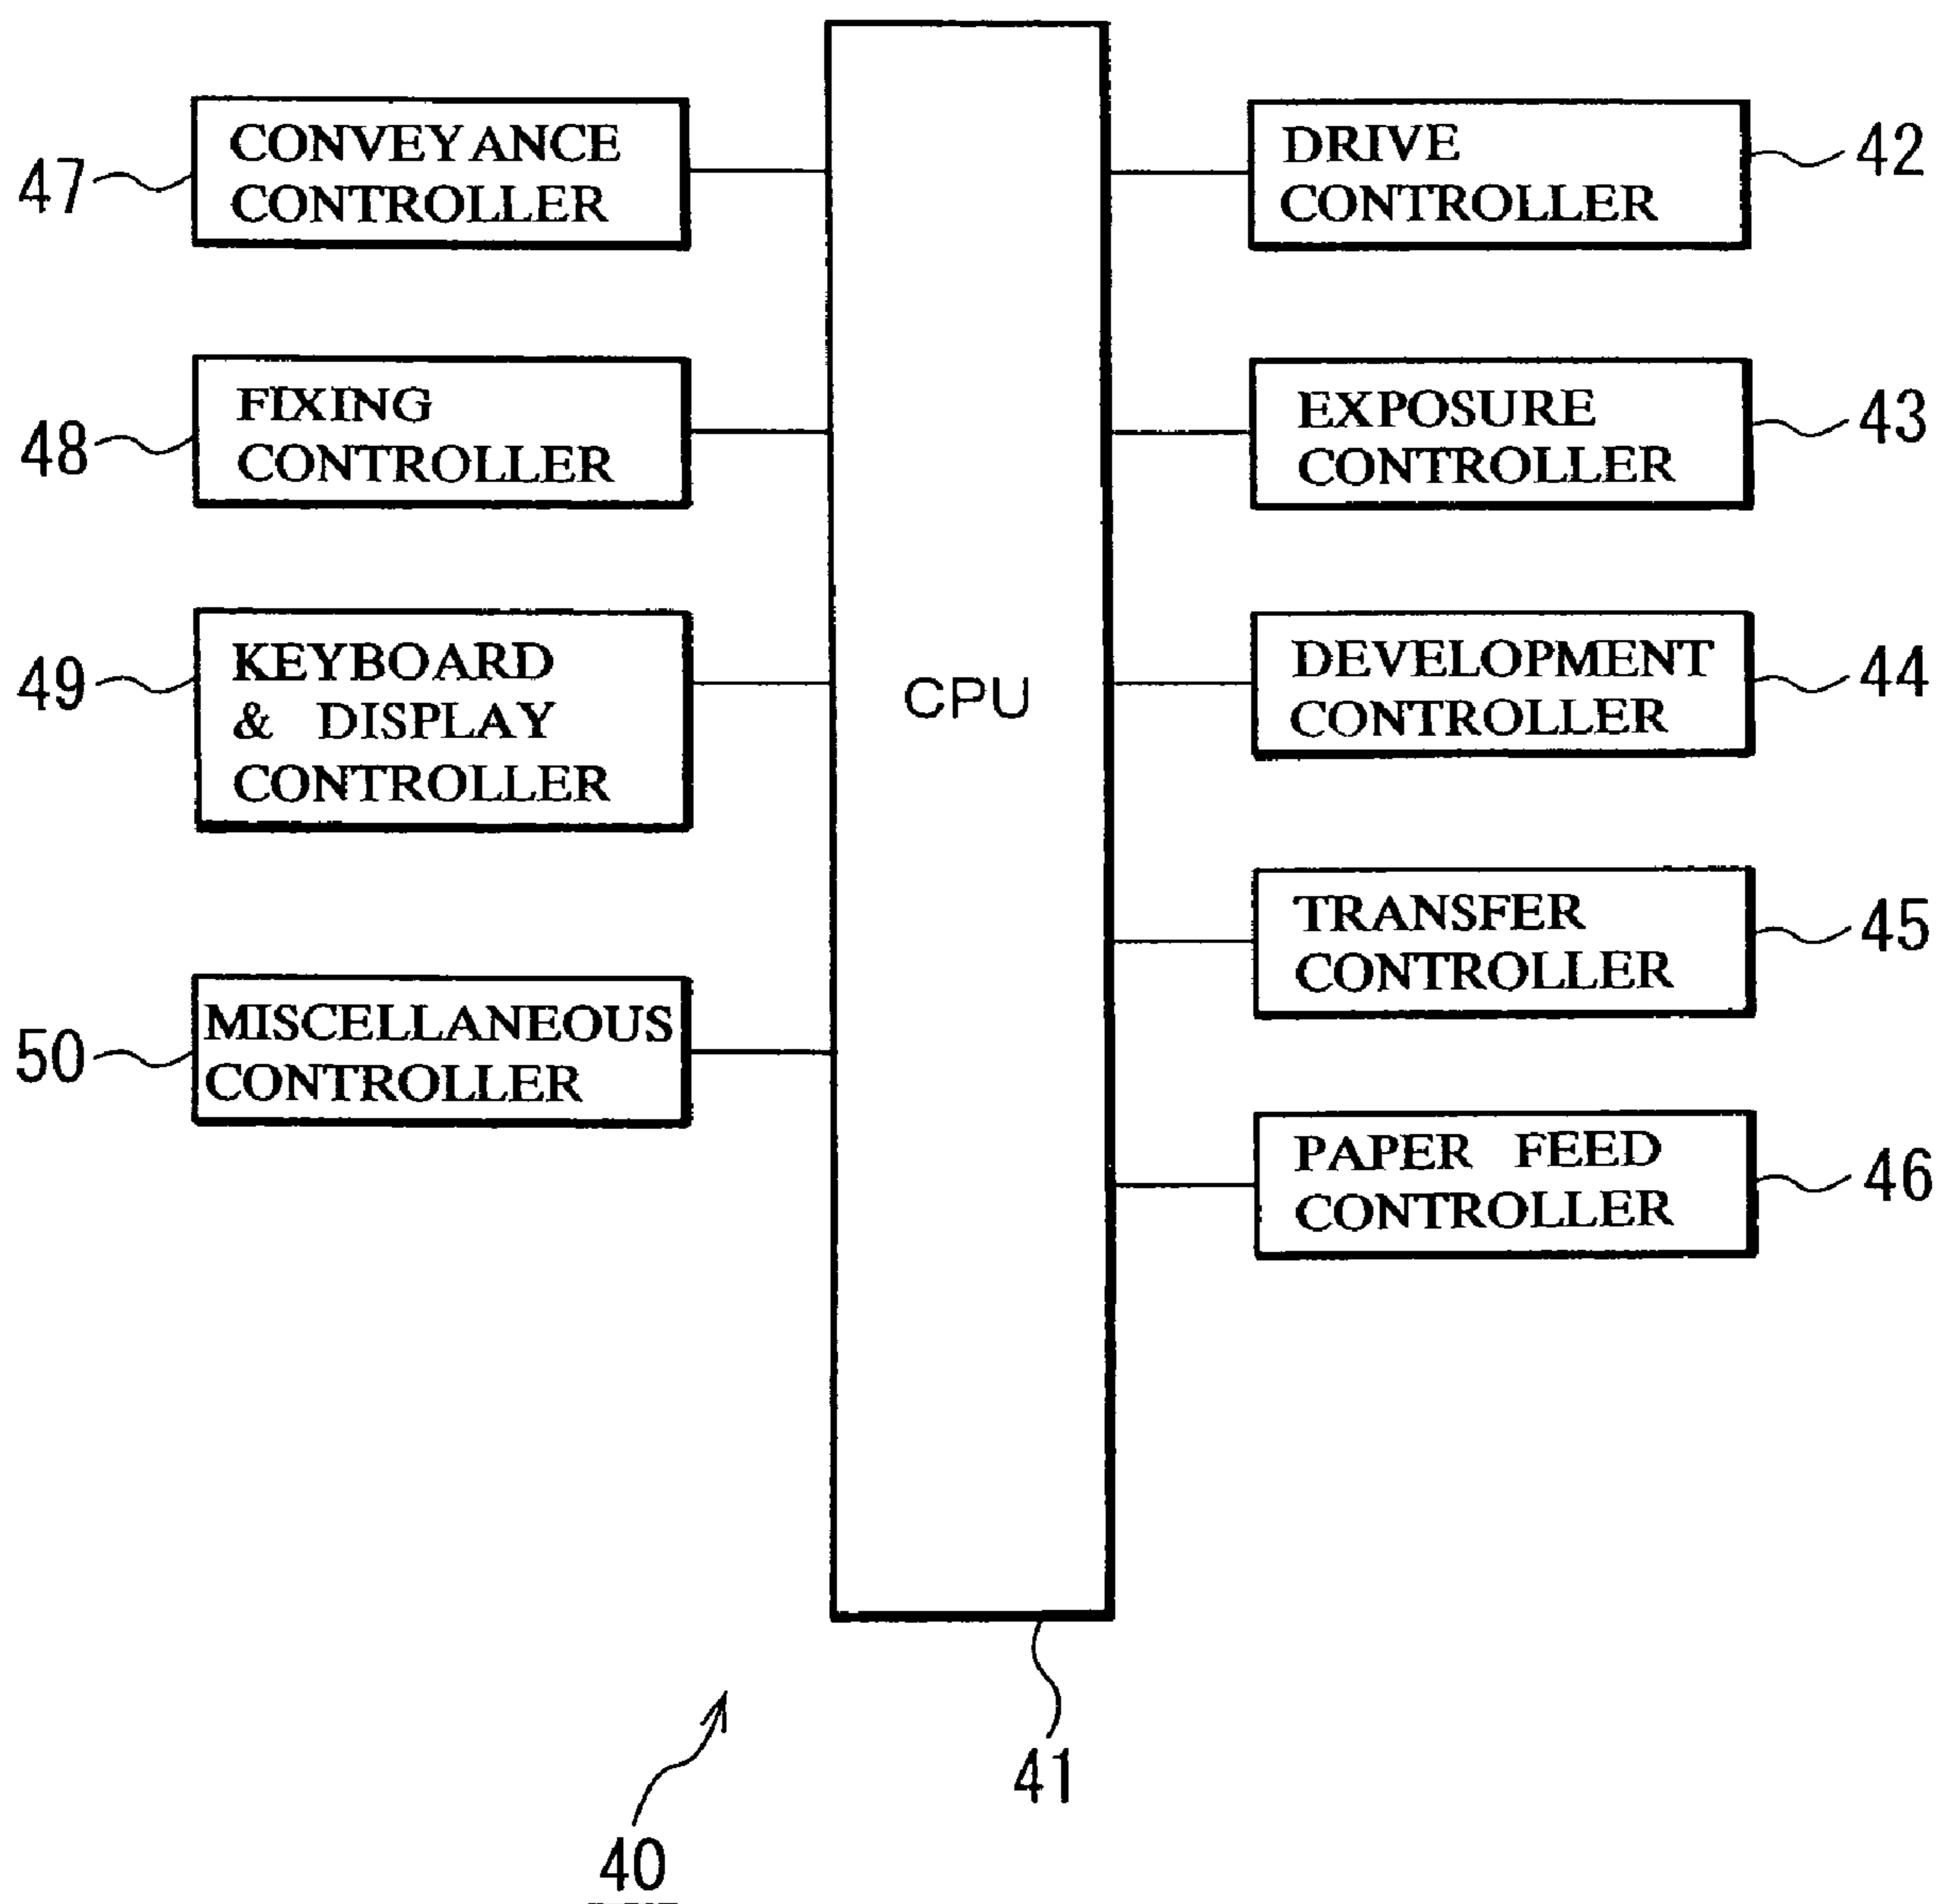 47
CONVEYANCE
CONTROLLER
48
FIXING
CONTROLLER
49
KEYBOARD
& DISPLAY
CONTROLLER
50
MISCELLANEOUS
CONTROLLER
CPU
DRIVE
CONTROLLER
42
EXPOSURE
CONTROLLER
43
DEVELOPMENT
CONTROLLER
44
TRANSFER
CONTROLLER
45
PAPER FEED
CONTROLLER
46
41
40